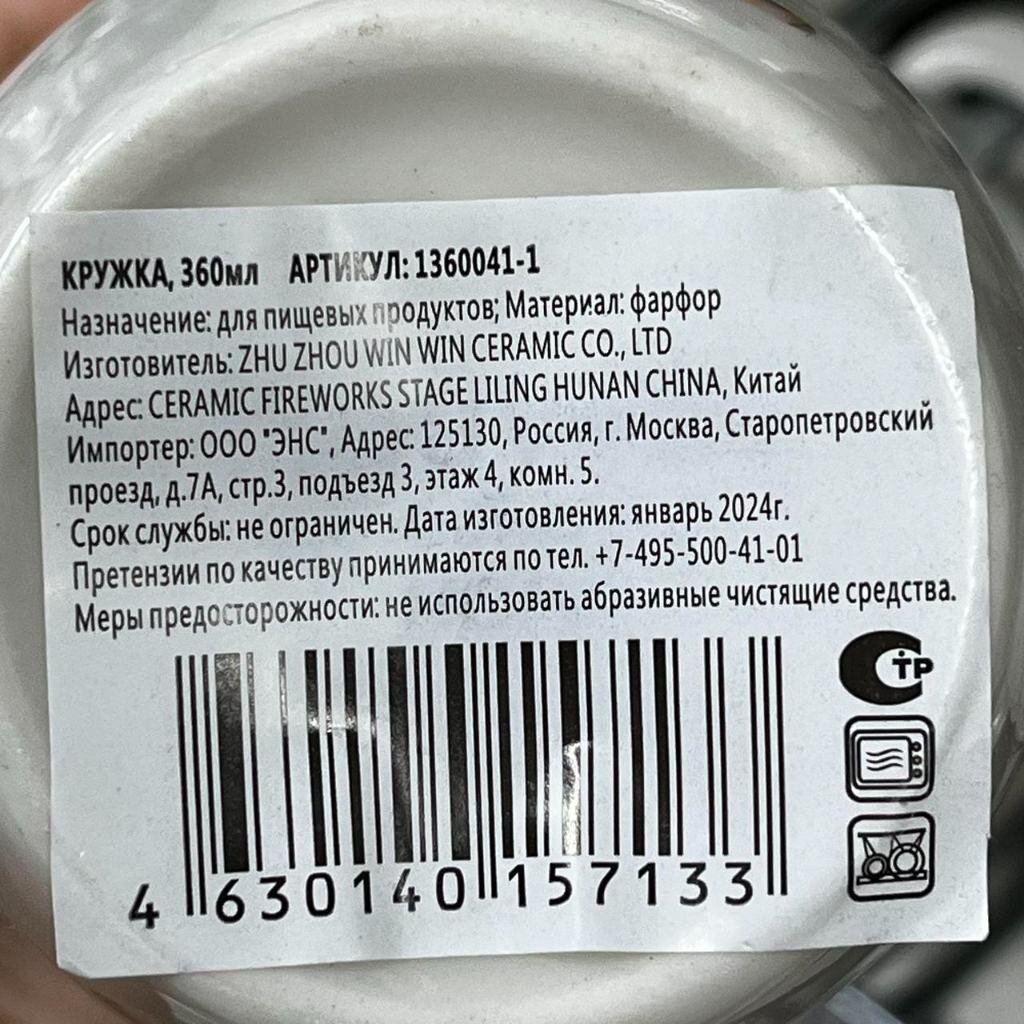 КРУЖКА, 360мл АРТИКУЛ: 1360041-1
Назначение: для пищевых продуктов; Материал: фарфор
Изготовитель: ZHU ZHOU WIN WIN CERAMIC CO., LTD
Адрес: CERAMIC FIREWORKS STAGE LILING HUNAN CHINA, Китай
Импортер: ООО "ЭНС", Адрес: 125130, Россия, г. Москва, Старопетровский
проезд, д.7А, стр.3, подъезд 3, этаж 4, комн. 5.
Срок службы: не ограничен. Дата изготовления: январь 2024г.
Претензии по качеству принимаются по тел. +7-495-500-41-01
Меры предосторожности: не использовать абразивные чистящие средства.
СТР
4 630140 157133